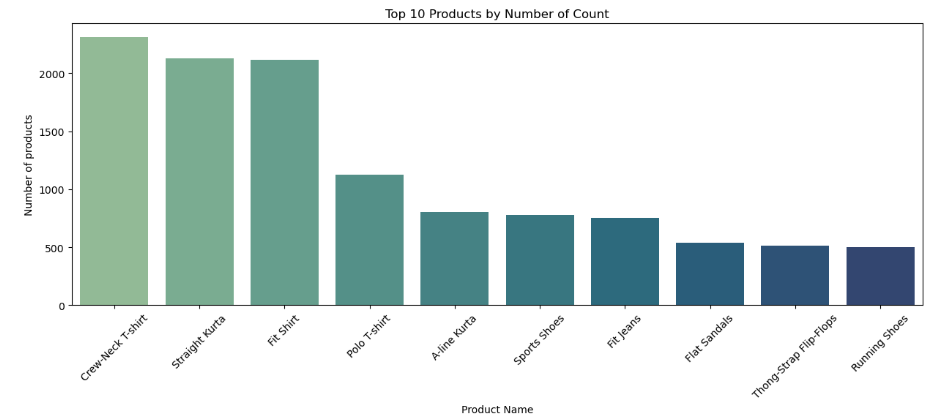 Top 10 Products by Number of Count
Number of products
2000
1500
1000
500
0
Crew-Neck T-shirt
Straight Kurta
Fit Shirt
Polo T-shirt
A-line Kurta
Sports Shoes
Fit Jeans
Flat Sandals
Thong-Strap Flip-Flops
Running Shoes
Product Name